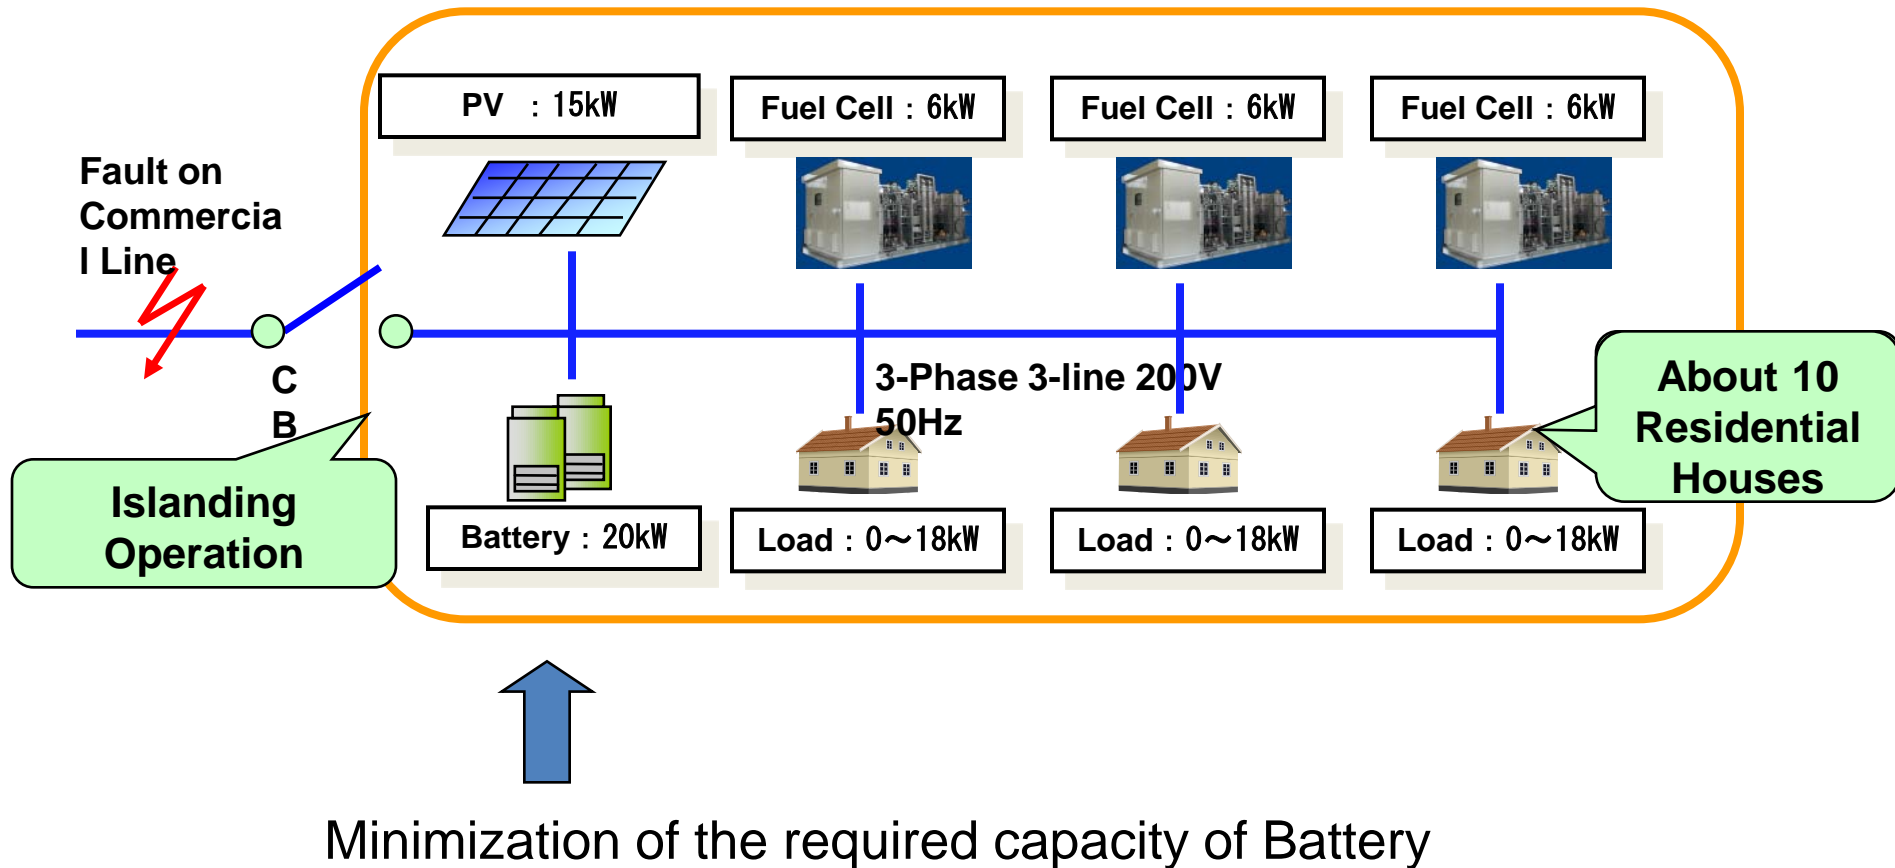 PV : 15kW
Fuel Cell : 6kW
Fuel Cell : 6kW
Fuel Cell : 6kW
Fault on
Commercia
l Line
C
B
3-Phase 3-line 200V
50Hz
About 10
Residential
Houses
Islanding
Operation
Battery : 20kW
Load : 0～18kW
Load : 0～18kW
Load : 0～18kW
Minimization of the required capacity of Battery